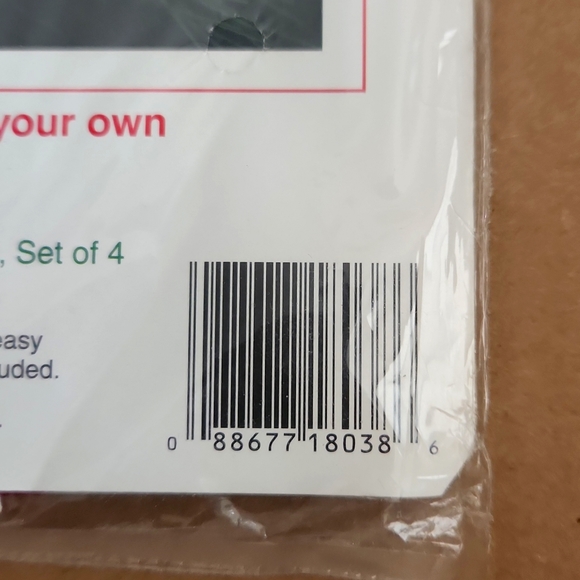 your own
, Set of 4
easy
uded.
0 88677 18038 6